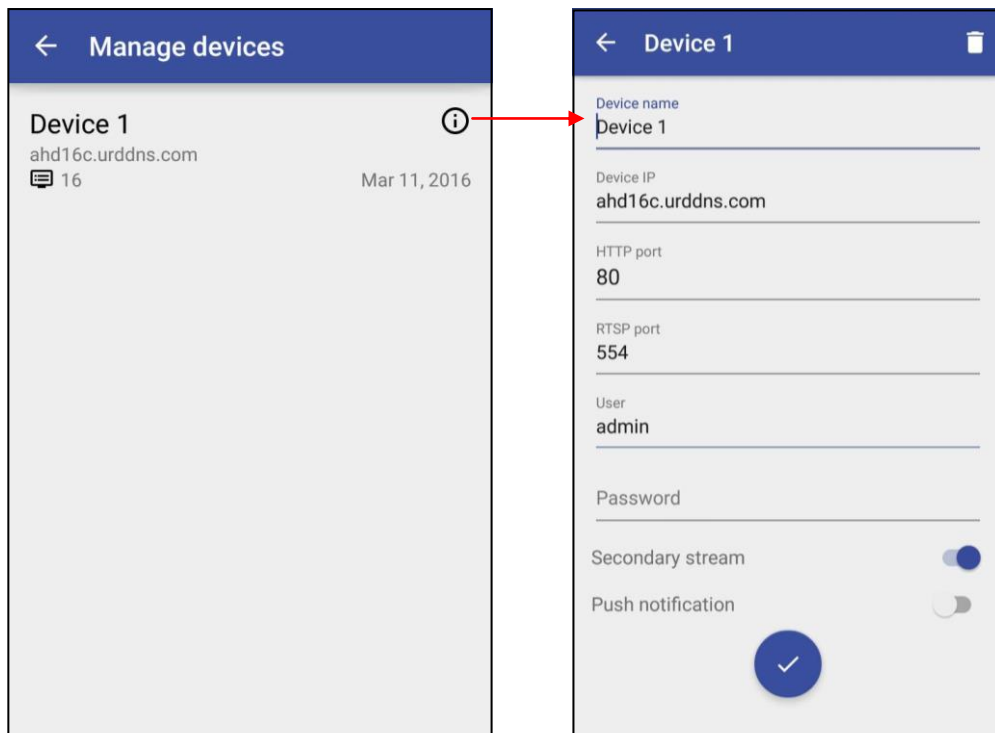 Manage devices
Device 1
ahd16c.urddns.com
16
Mar 11, 2016
Device 1
Device name
Device 1
Device IP
ahd16c.urddns.com
HTTP port
80
RTSP port
554
User
admin
Password
Secondary stream
Push notification